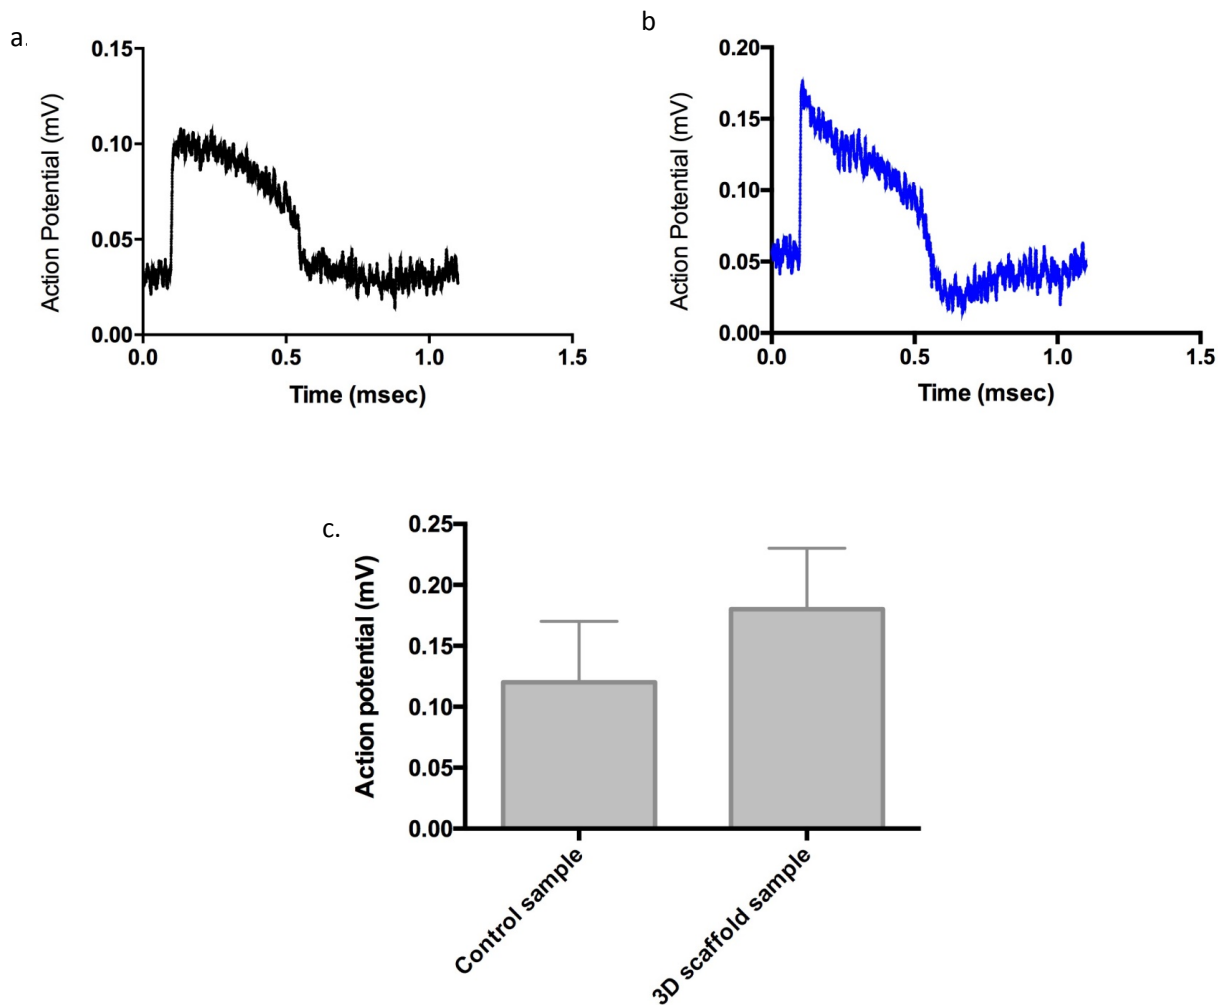 a.
Action Potential (mV)
0.15
0.10
0.05
0.00
0.0 0.5 1.0 1.5
Time (msec)
b
Action Potential (mV)
0.20
0.15
0.10
0.05
0.00
0.0 0.5 1.0 1.5
Time (msec)
c.
Action potential (mV)
0.25
0.20
0.15
0.10
0.05
0.00
Control sample
3D scaffold sample